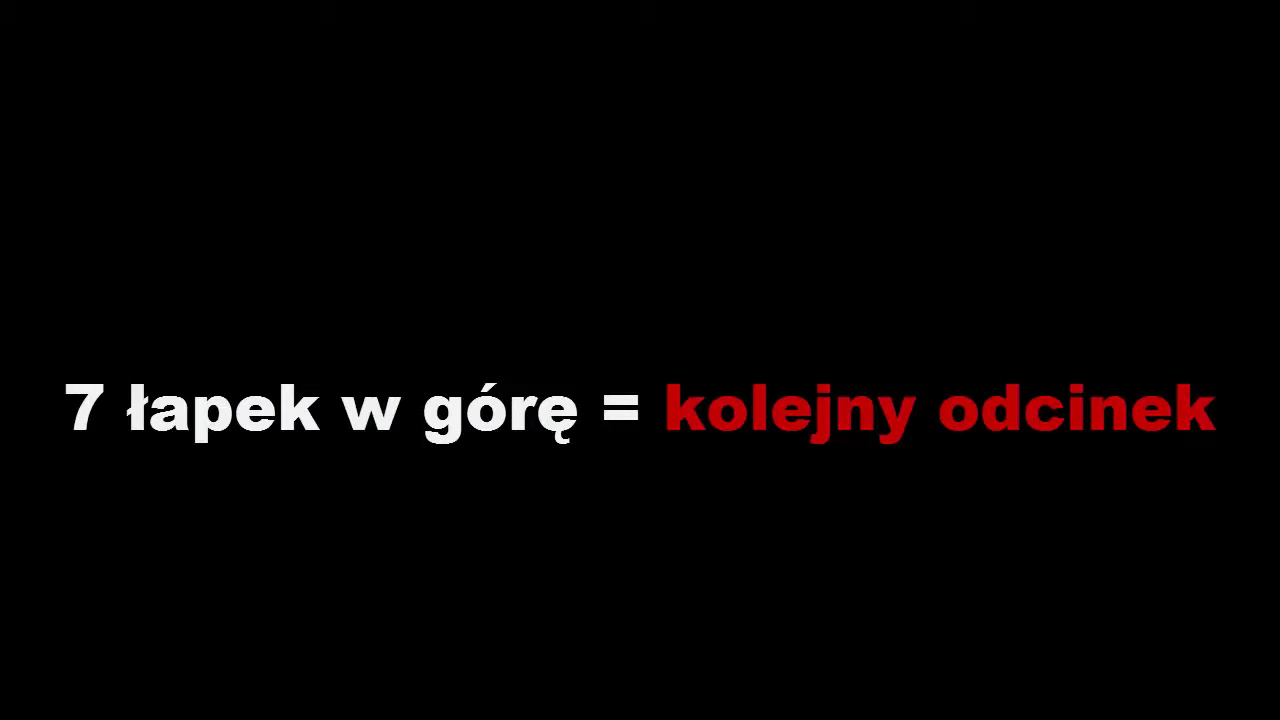 7 łapek w górę = kolejny odcinek